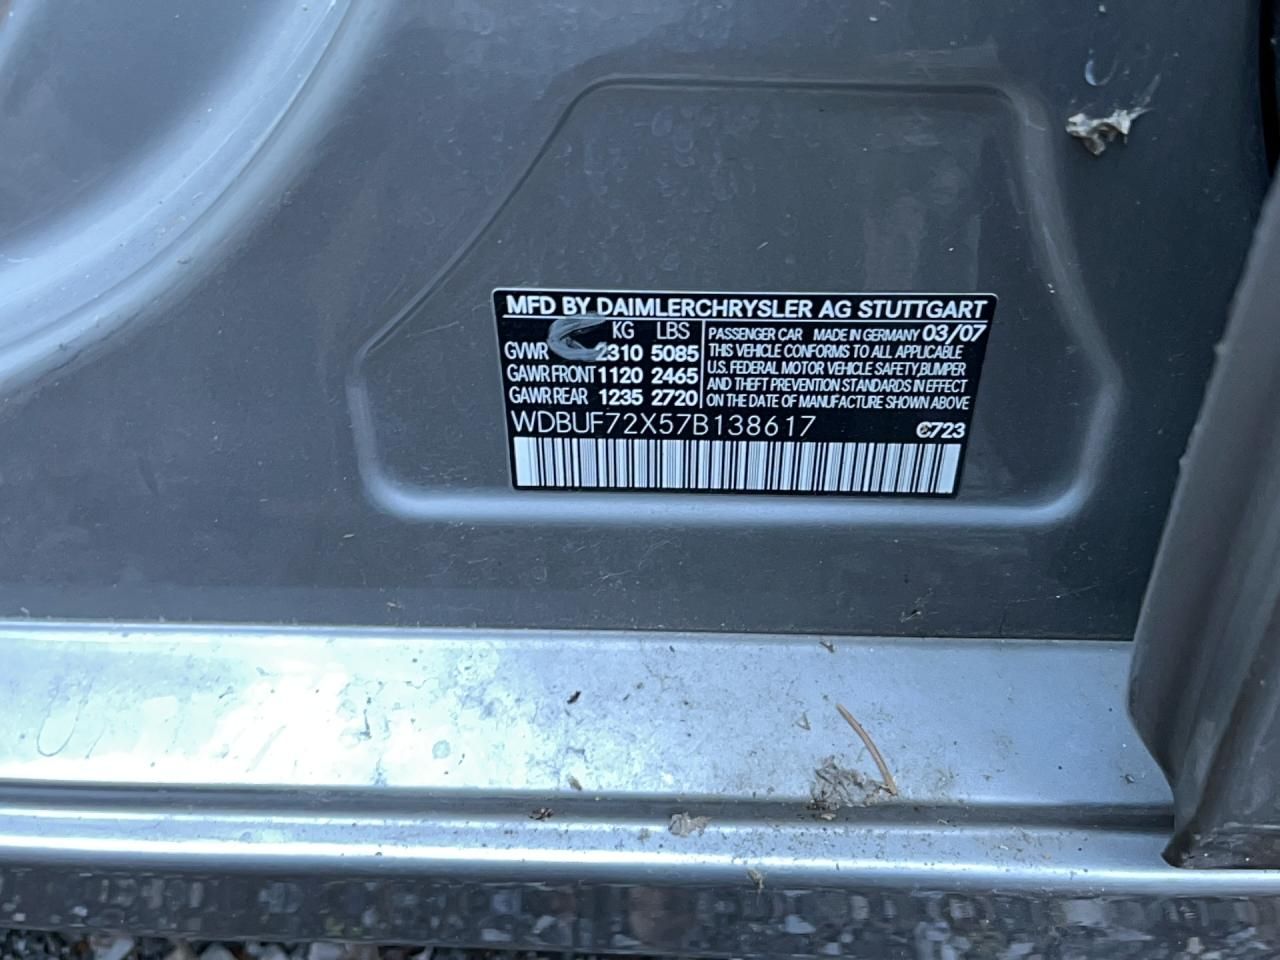 MFD BY DAIMLERCHRYSLER AG STUTTGART
KG LBS
GVWR 2310 5085
GAWR FRONT 1120 2465
GAWR REAR 1235 2720
PASSENGER CAR MADE IN GERMANY 03/07
THIS VEHICLE CONFORMS TO ALL APPLICABLE
U.S. FEDERAL MOTOR VEHICLE SAFETY,BUMPER
AND THEFT PREVENTION STANDARDS IN EFFECT
ON THE DATE OF MANUFACTURE SHOWN ABOVE
WDBUF72X57B138617
C723